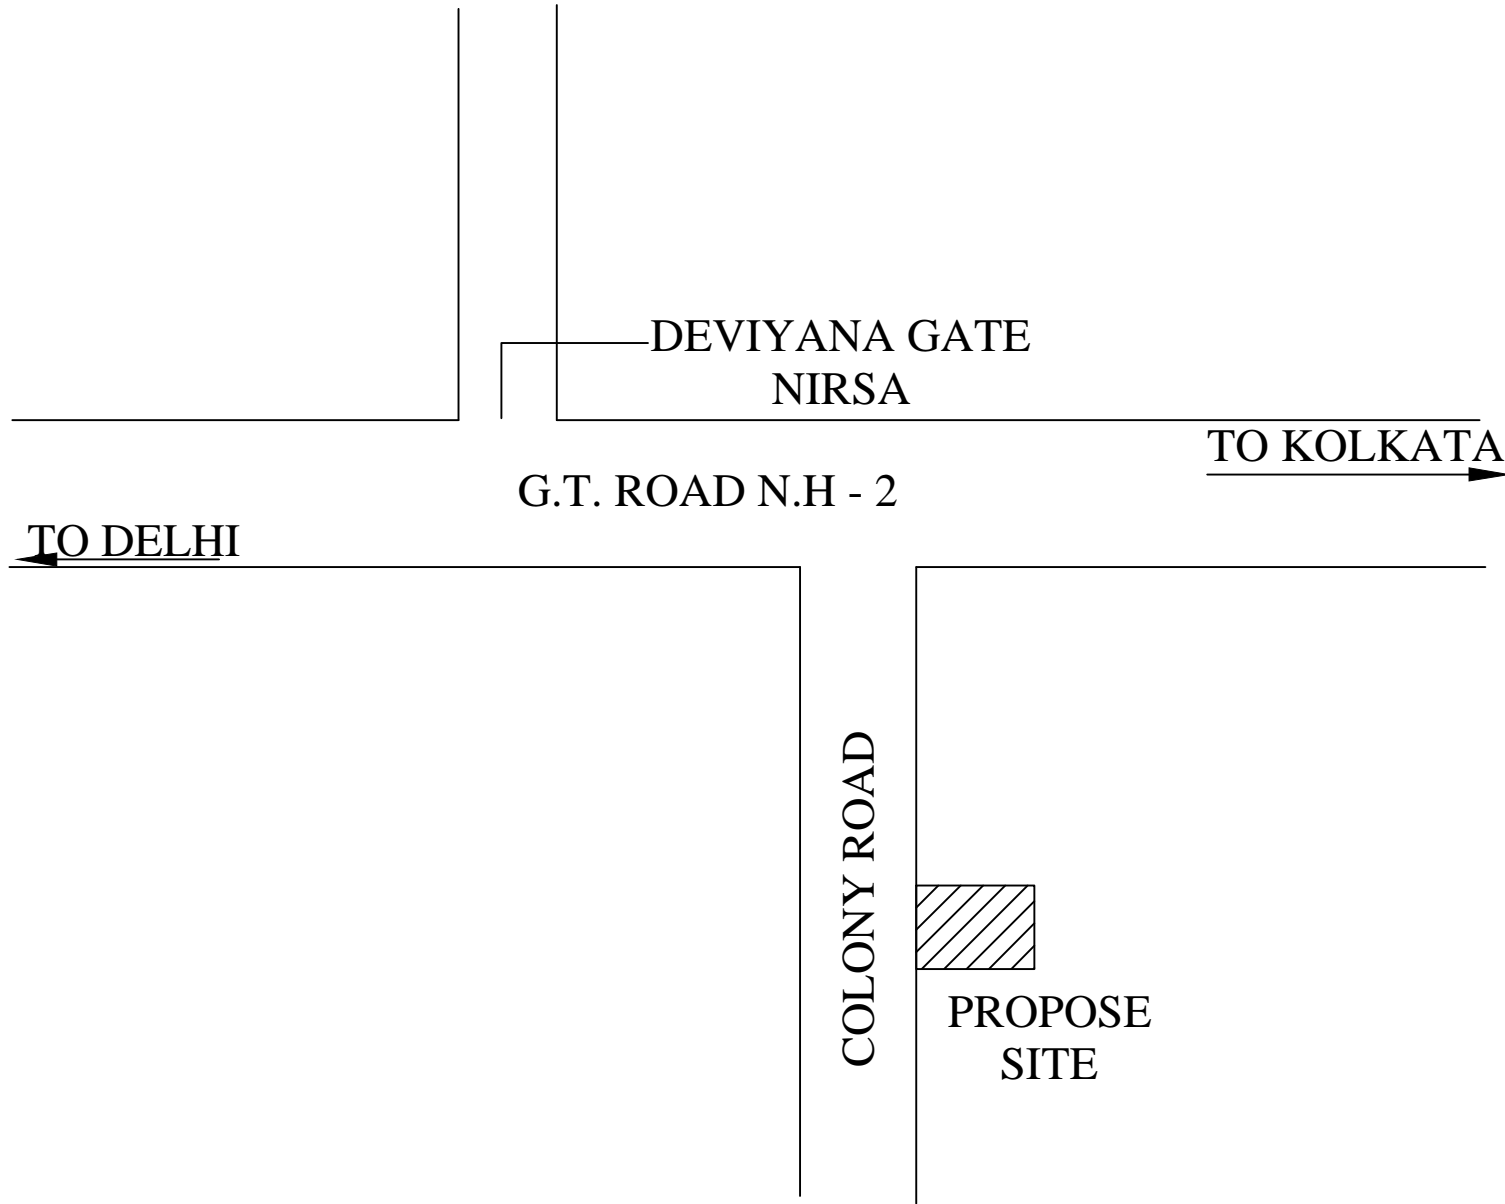 DEVIYANA GATE
NIRSA
TO KOLKATA
G.T. ROAD N.H - 2
TO DELHI
COLONY ROAD
PROPOSE
SITE